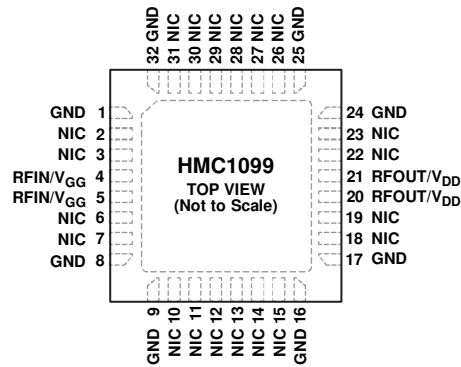 32 GND
31 NIC
30 NIC
29 NIC
28 NIC
27 NIC
26 NIC
25 GND
GND 1
NIC 2
NIC 3
RFIN/VGG 4
RFIN/VGG 5
NIC 6
NIC 7
GND 8
HMC1099
TOP VIEW
(Not to Scale)
24 GND
23 NIC
22 NIC
21 RFOUT/VDD
20 RFOUT/VDD
19 NIC
18 NIC
17 GND
GND 9
NIC 10
NIC 11
NIC 12
NIC 13
NIC 14
NIC 15
GND 16